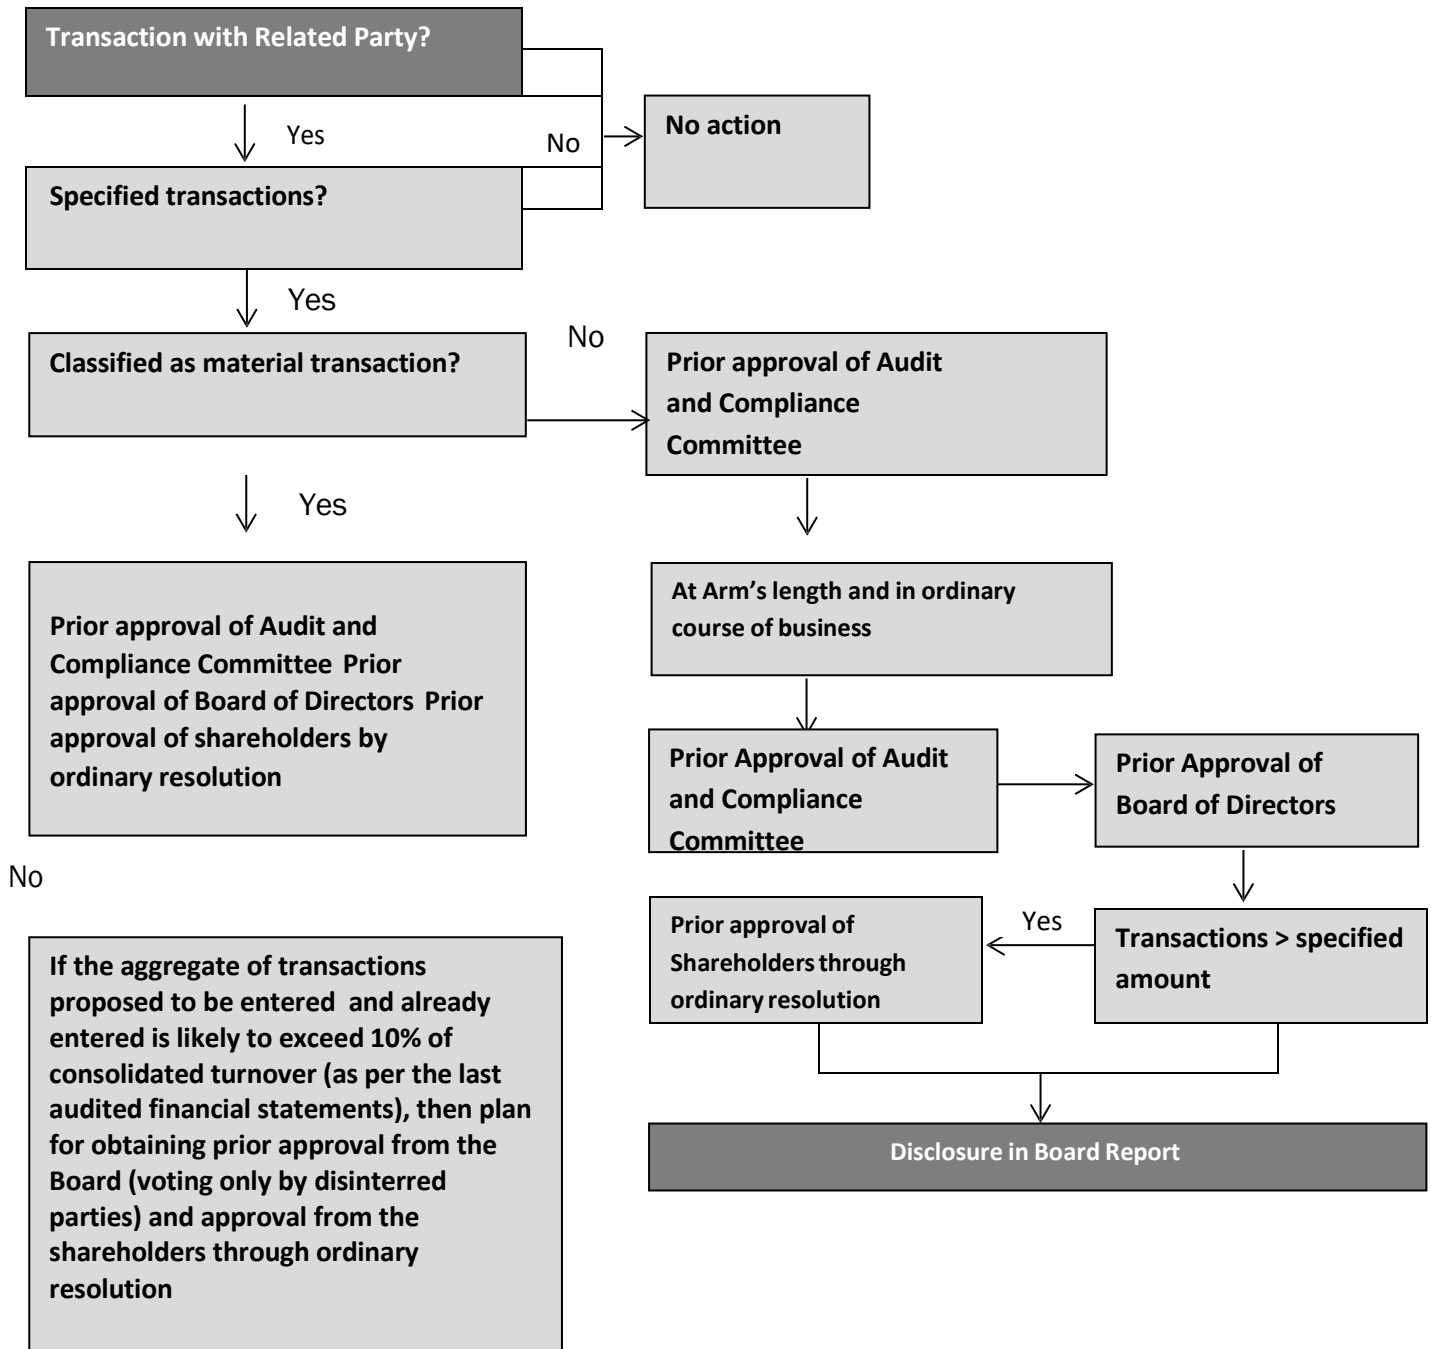 Transaction with Related Party?
Yes
No
No action
Specified transactions?
Yes
Classified as material transaction?
No
Prior approval of Audit
and Compliance
Committee
Yes
Prior approval of Audit and
Compliance Committee Prior
approval of Board of Directors Prior
approval of shareholders by
ordinary resolution
At Arm’s length and in ordinary
course of business
Prior Approval of Audit
and Compliance
Committee
Prior Approval of
Board of Directors
No
Prior approval of
Shareholders through
ordinary resolution
Yes
Transactions > specified
amount
If the aggregate of transactions
proposed to be entered and already
entered is likely to exceed 10% of
consolidated turnover (as per the last
audited financial statements), then plan
for obtaining prior approval from the
Board (voting only by disinterred
parties) and approval from the
shareholders through ordinary
resolution
Disclosure in Board Report